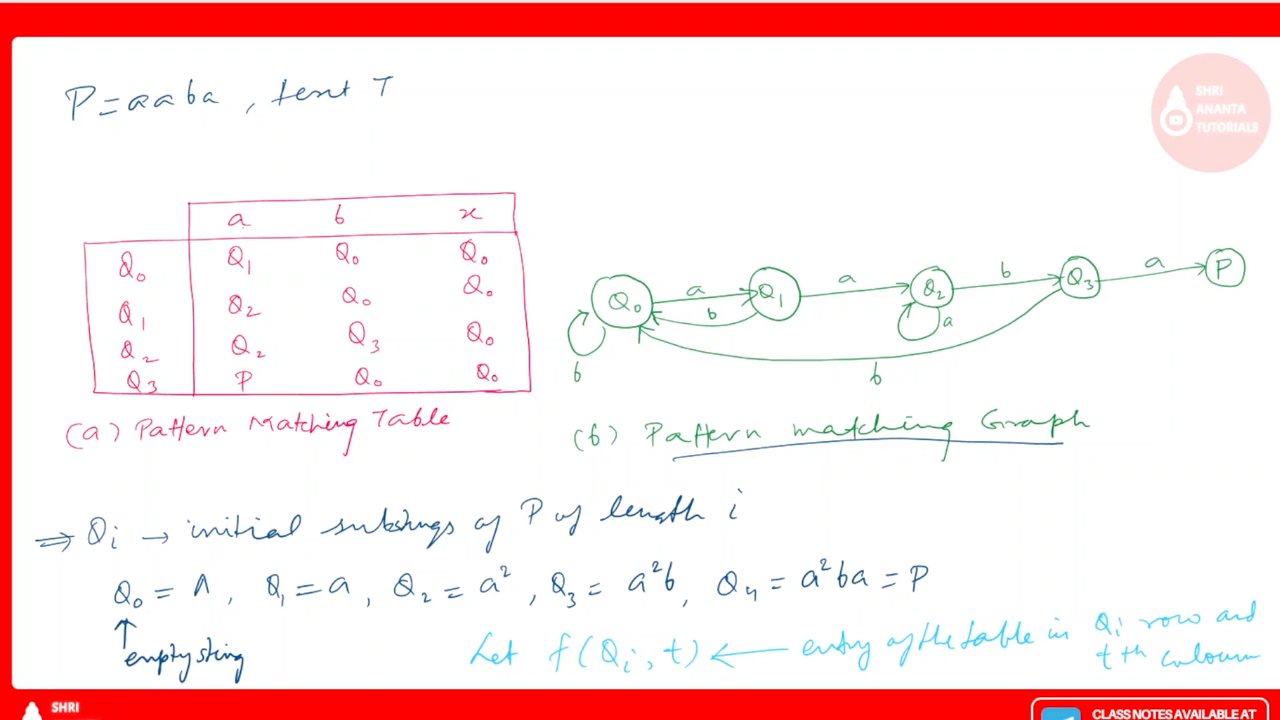 P = aaba , text T
SHRI
ANANTA
TUTORIALS
a b x
Q₀ Q₁ Q₀ Q₀
Q₁ Q₂ Q₀ Q₀
Q₂ Q₂ Q₃ Q₀
Q₃ P Q₀ Q₀
(a) Pattern Matching Table
Q₀ a Q₁ a Q₂ b Q₃ a P
b b a b
(b) Pattern matching Graph
⇒ Qᵢ → initial substrings of P of length i
Q₀ = Λ, Q₁ = a, Q₂ = a², Q₃ = a²b, Q₄ = a²ba = P
↑
empty string
Let f(Qᵢ, t) ← entry of the table in Qᵢ row and
t th coloumn
SHRI
CLASS NOTES AVAILABLE AT